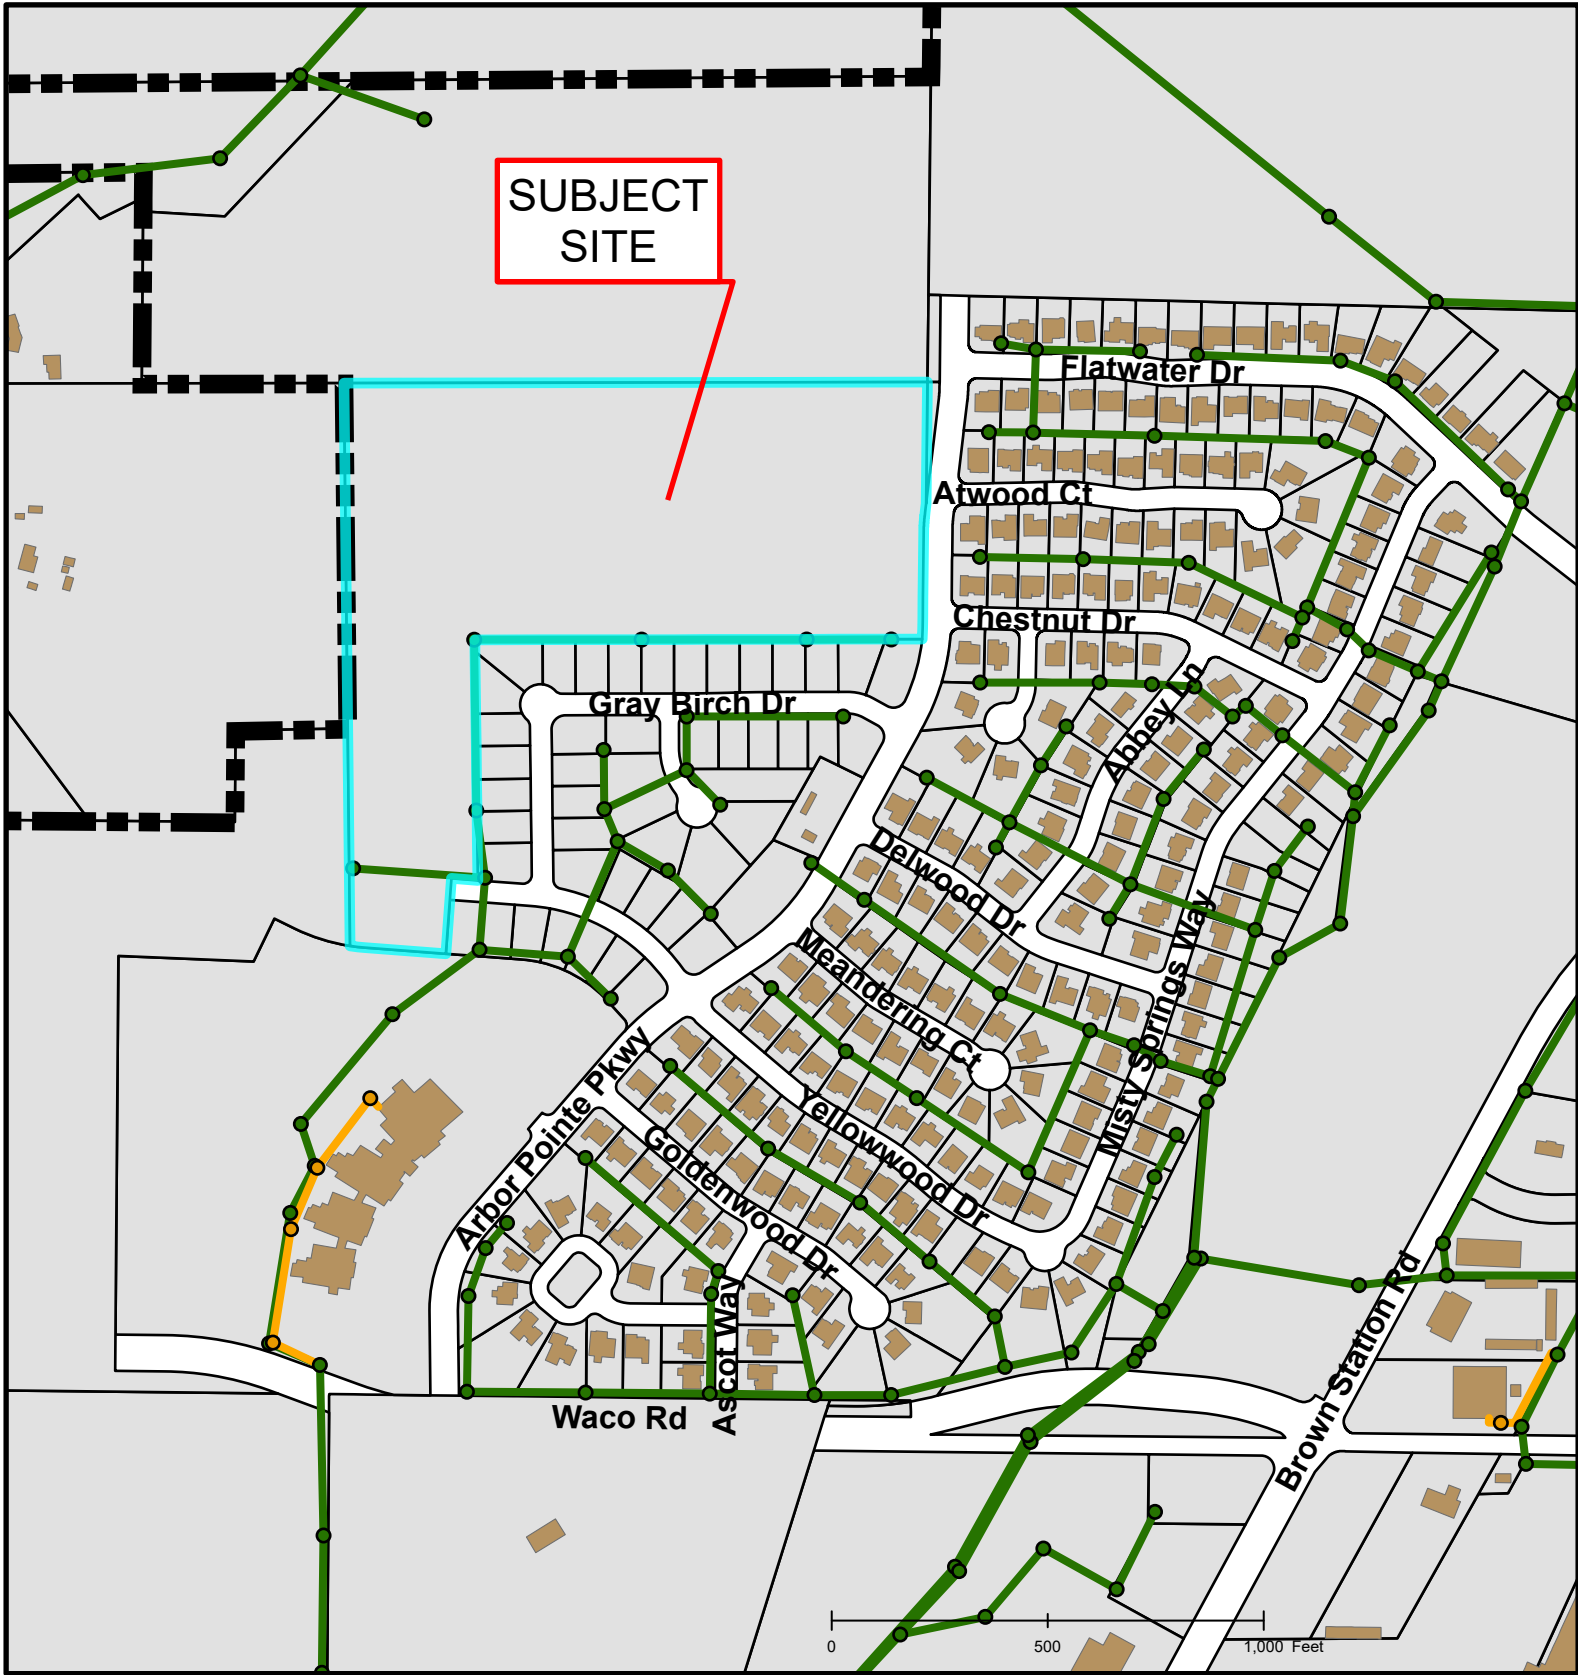 SUBJECT
SITE
Flatwater Dr
Atwood Ct
Chestnut Dr
Gray Birch Dr
Abbey Ln
Delwood Dr
Meandering Ct
Misty Springs Way
Yellowwood Dr
Arbor Pointe Pkwy
Goldenwood Dr
Ascot Way
Waco Rd
Brown Station Rd
0 500 1,000 Feet